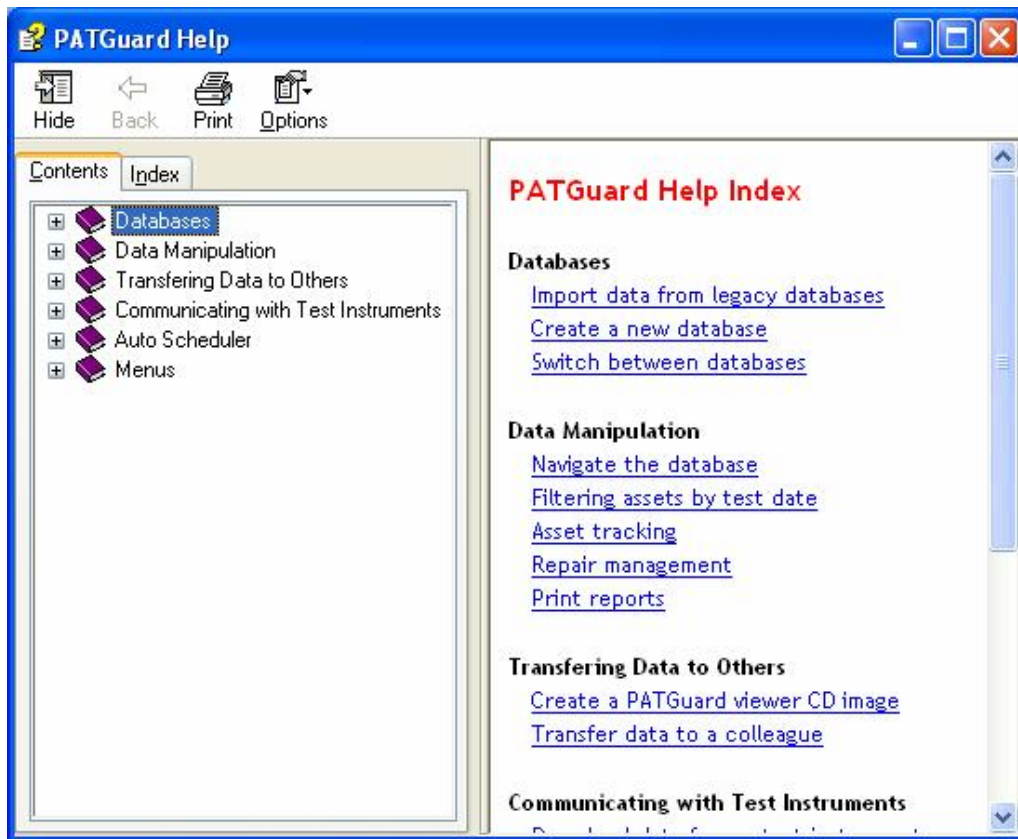 PATGuard Help
Hide Back Print Options
Contents Index
Databases
Data Manipulation
Transfering Data to Others
Communicating with Test Instruments
Auto Scheduler
Menus
PATGuard Help Index
Databases
Import data from legacy databases
Create a new database
Switch between databases
Data Manipulation
Navigate the database
Filtering assets by test date
Asset tracking
Repair management
Print reports
Transfering Data to Others
Create a PATGuard viewer CD image
Transfer data to a colleague
Communicating with Test Instruments